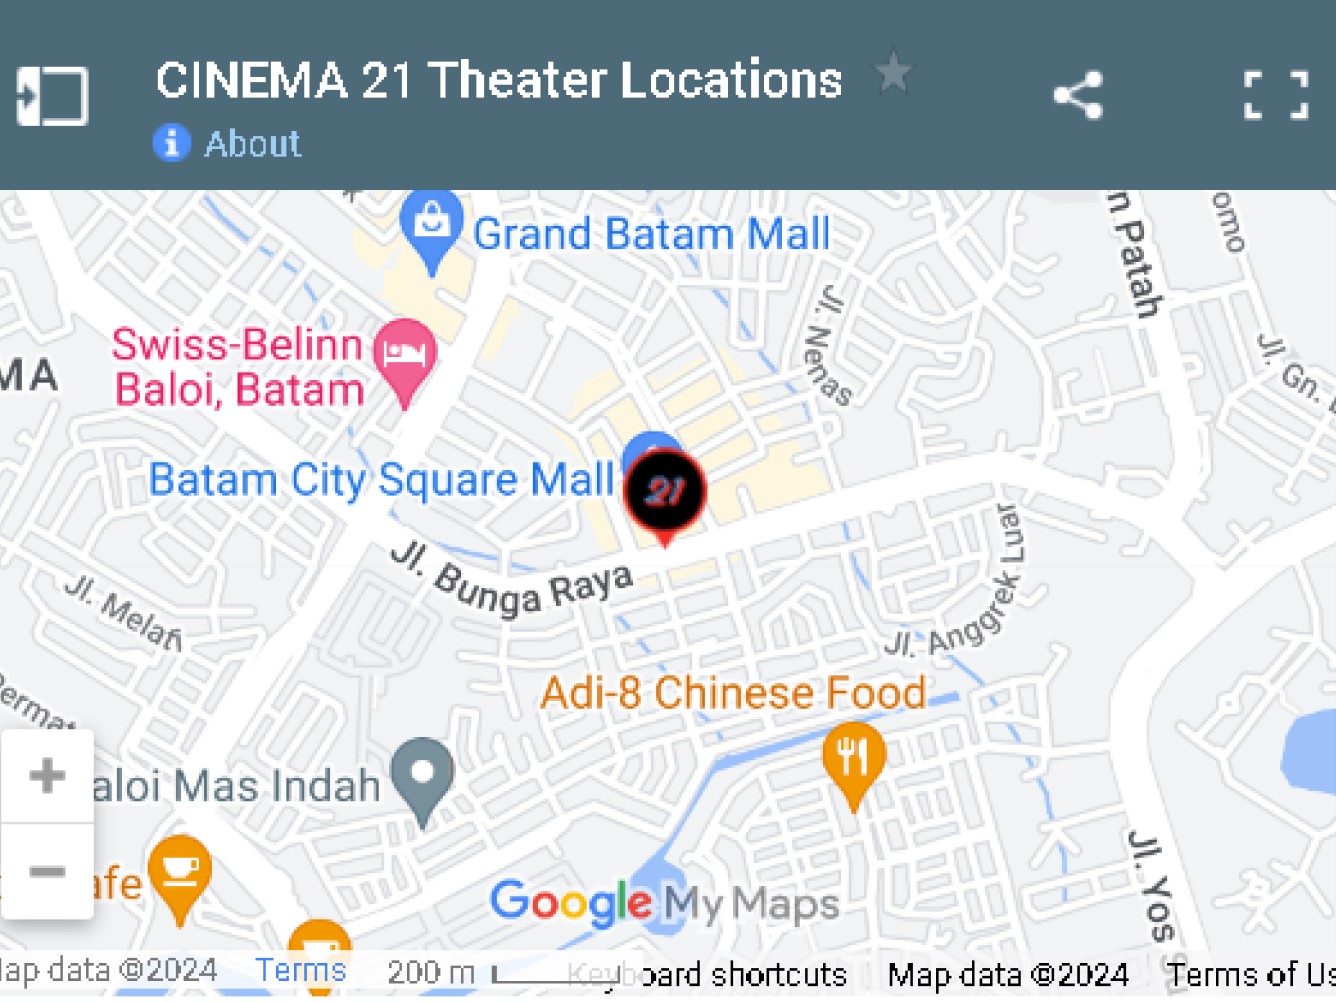 CINEMA 21 Theater Locations
About
Grand Batam Mall
n Patah
omo
Jl. Nenas
Jl. Gn.
Swiss-Belinn
Baloi, Batam
MA
Batam City Square Mall
21
Jl. Bunga Raya
Jl. Anggrek Luar
Jl. Melati
Permat
Adi-8 Chinese Food
aloi Mas Indah
afe
Jl. Yos
Google My Maps
Map data ©2024
Terms
200 m
Keyboard shortcuts
Map data ©2024
Terms of Us